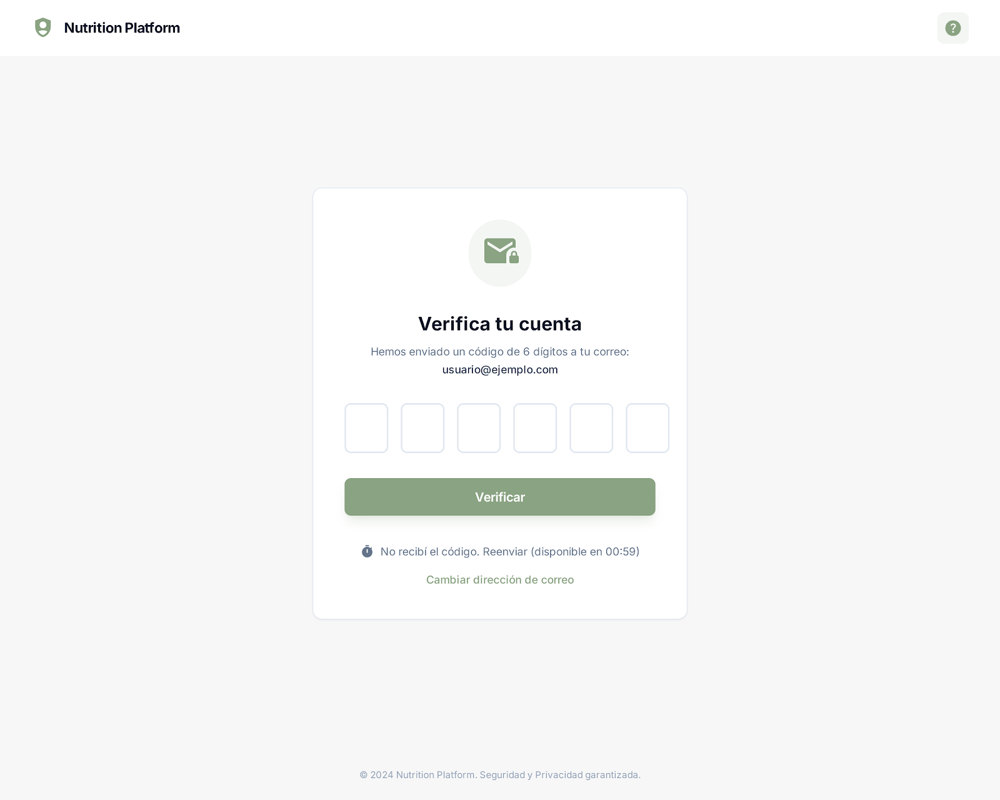 Nutrition Platform
?
Verifica tu cuenta
Hemos enviado un código de 6 dígitos a tu correo:
usuario@ejemplo.com
Verificar
No recibí el código. Reenviar (disponible en 00:59)
Cambiar dirección de correo
© 2024 Nutrition Platform. Seguridad y Privacidad garantizada.